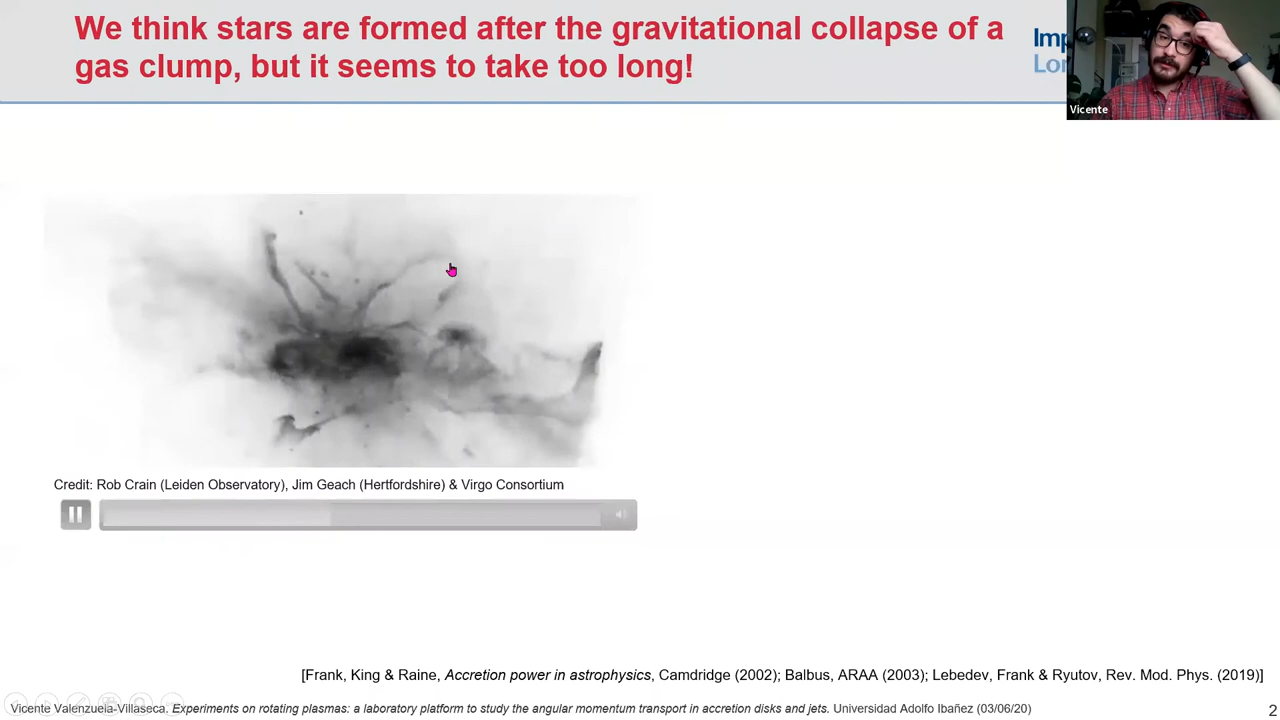 We think stars are formed after the gravitational collapse of a
gas clump, but it seems to take too long!
Imp
Lor
Vicente
Credit: Rob Crain (Leiden Observatory), Jim Geach (Hertfordshire) & Virgo Consortium
[Frank, King & Raine, Accretion power in astrophysics, Camdridge (2002); Balbus, ARAA (2003); Lebedev, Frank & Ryutov, Rev. Mod. Phys. (2019)]
Vicente Valenzuela-Villaseca. Experiments on rotating plasmas: a laboratory platform to study the angular momentum transport in accretion disks and jets. Universidad Adolfo Ibañez (03/06/20)
2